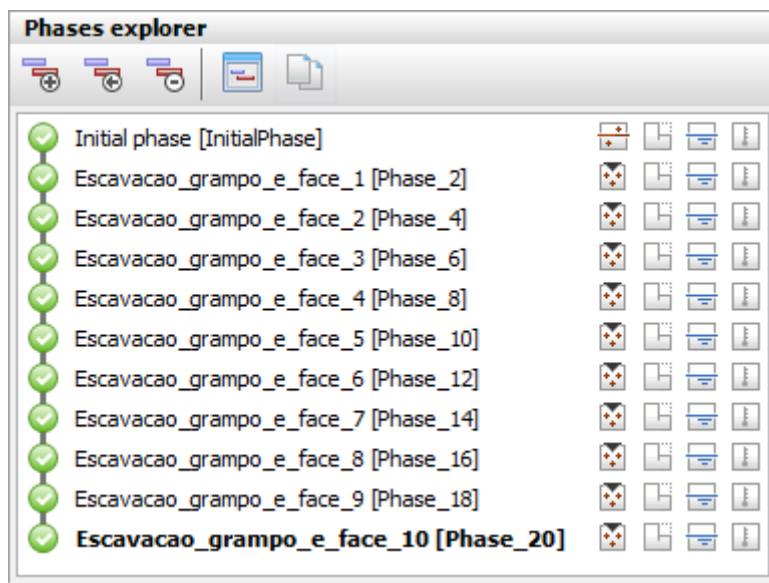 Phases explorer
Initial phase [InitialPhase]
Escavacao_grampo_e_face_1 [Phase_2]
Escavacao_grampo_e_face_2 [Phase_4]
Escavacao_grampo_e_face_3 [Phase_6]
Escavacao_grampo_e_face_4 [Phase_8]
Escavacao_grampo_e_face_5 [Phase_10]
Escavacao_grampo_e_face_6 [Phase_12]
Escavacao_grampo_e_face_7 [Phase_14]
Escavacao_grampo_e_face_8 [Phase_16]
Escavacao_grampo_e_face_9 [Phase_18]
Escavacao_grampo_e_face_10 [Phase_20]